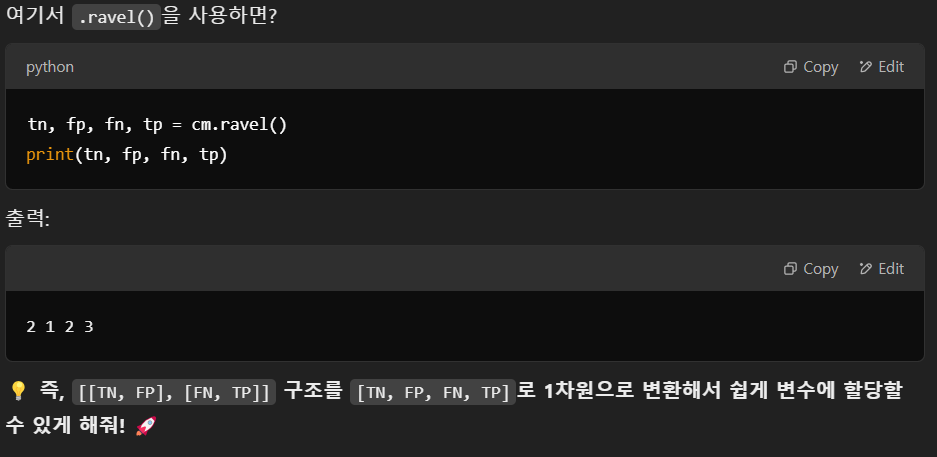 여기서 .ravel()을 사용하면?
python
Copy
Edit
tn, fp, fn, tp = cm.ravel()
print(tn, fp, fn, tp)
출력:
Copy
Edit
2 1 2 3
💡 즉, [[TN, FP], [FN, TP]] 구조를 [TN, FP, FN, TP]로 1차원으로 변환해서 쉽게 변수에 할당할
수 있게 해줘! 🚀